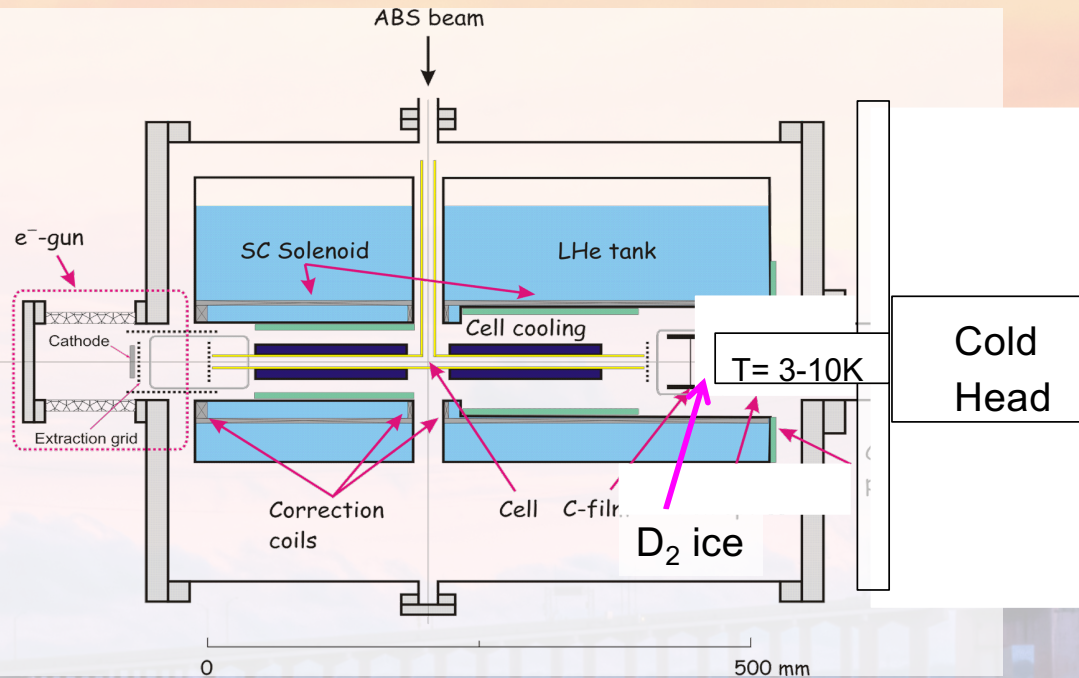 ABS beam
e⁻-gun
SC Solenoid
LHe tank
Cell cooling
Cathode
T= 3-10K
Cold
Head
Extraction grid
Correction
coils
Cell
D₂ ice
0
500 mm